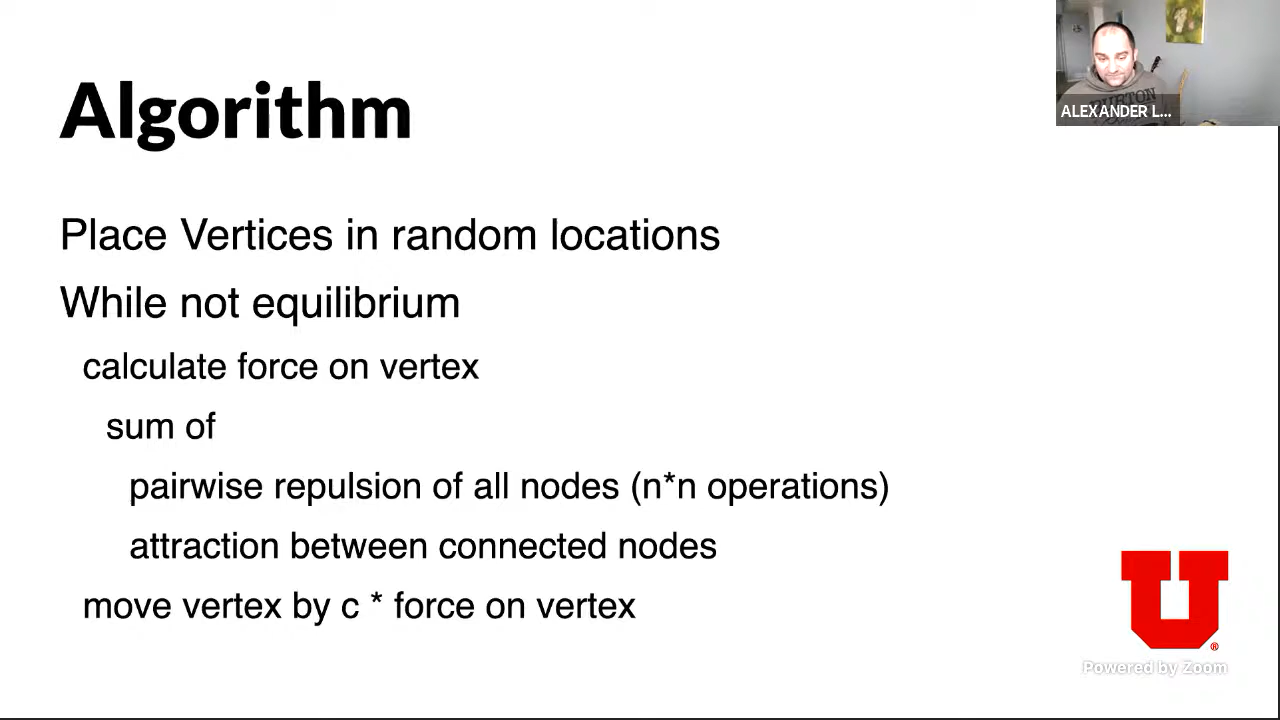 Algorithm
ALEXANDER L...
Place Vertices in random locations
While not equilibrium
calculate force on vertex
sum of
pairwise repulsion of all nodes (n*n operations)
attraction between connected nodes
move vertex by c * force on vertex
U
®
Powered by Zoom